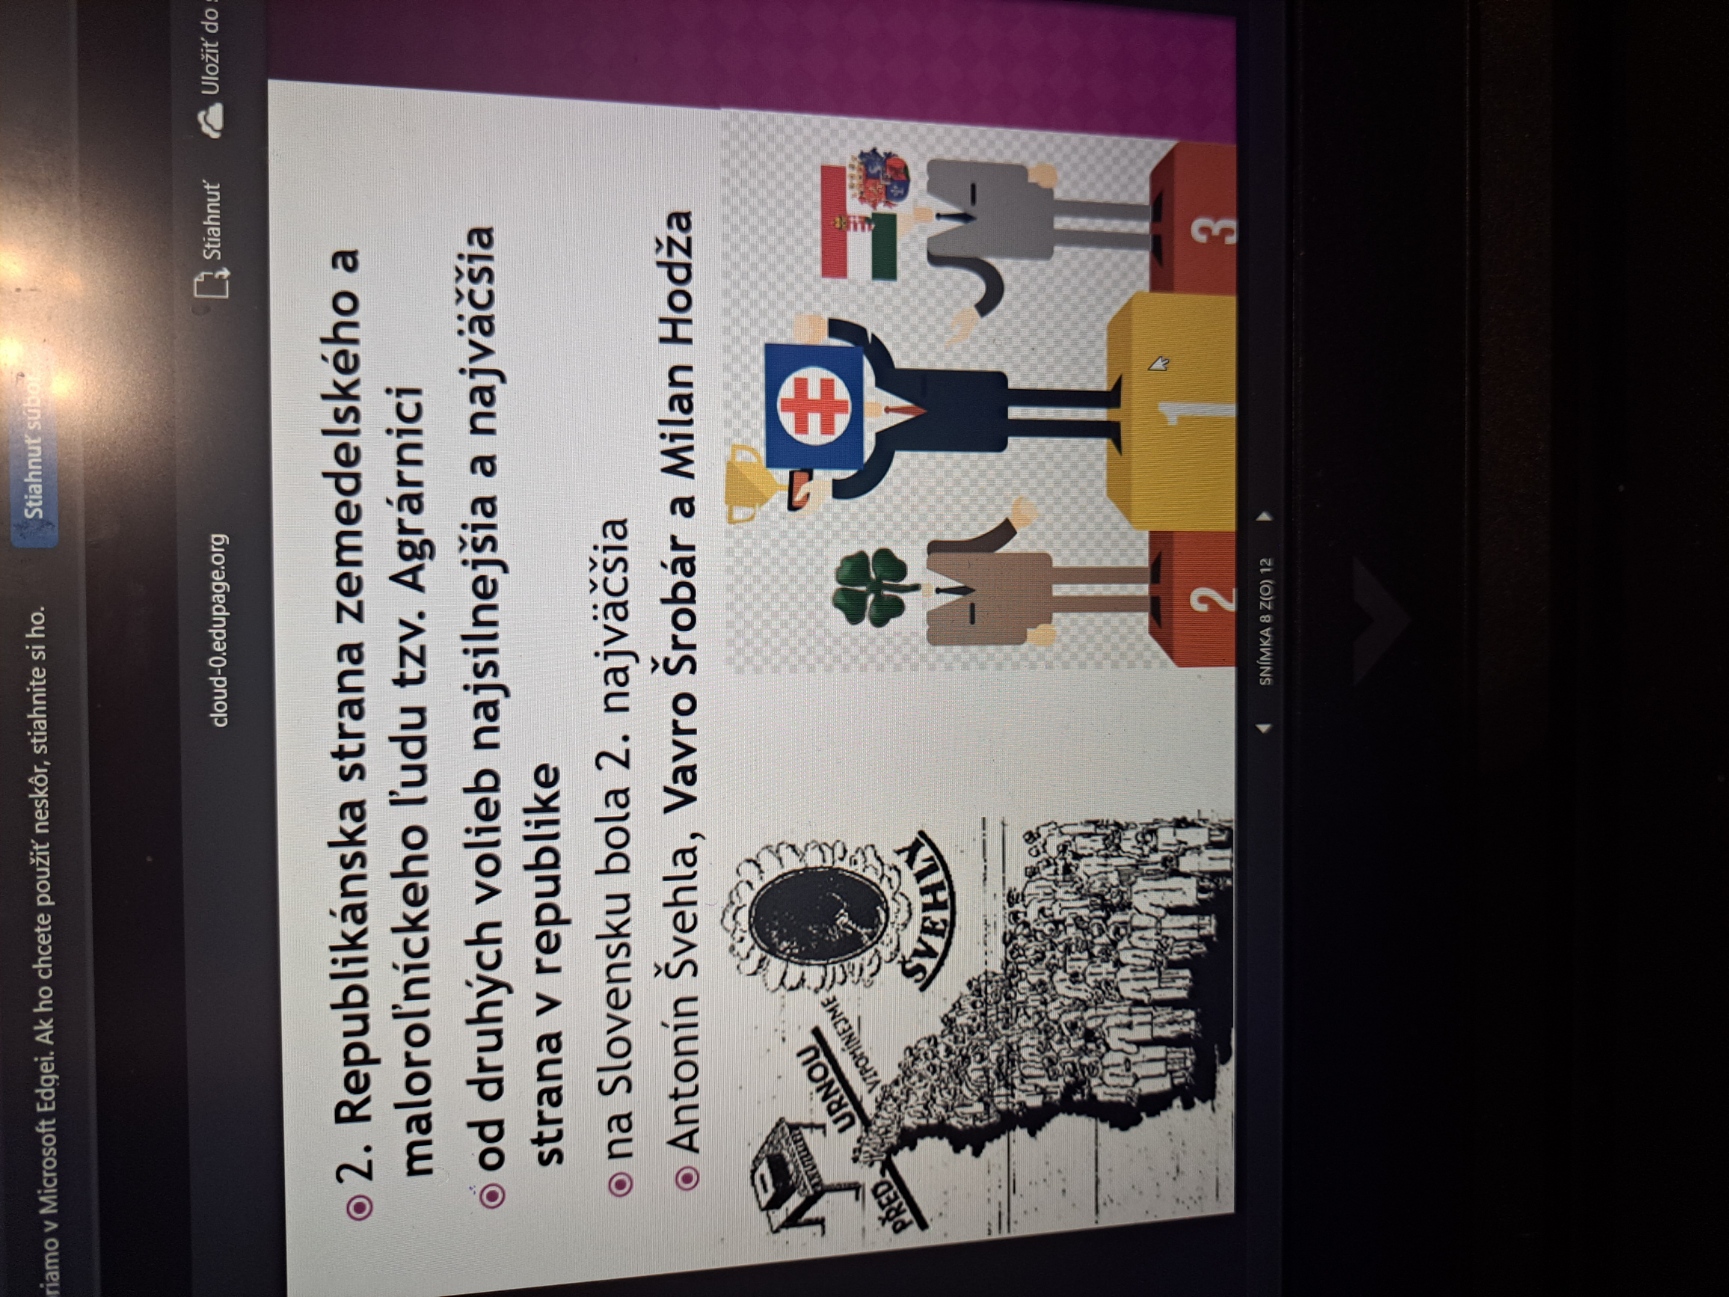 riamo v Microsoft Edgei. Ak ho chcete použiť neskôr, stiahnite si ho.
Stiahnuť súbor
cloud-0.edupage.org
Stiahnuť
Uložiť do
2. Republikánska strana zemedelského a
maloroľníckeho ľudu tzv. Agrárnici
od druhých volieb najsilnejšia a najväčšia
strana v republike
na Slovensku bola 2. najväčšia
Antonín Švehla, Vavro Šrobár a Milan Hodža
PŘED URNOU
VZPOMÍNEJME
ŠVEHLY
2
1
3
SNÍMKA 8 Z(O) 12